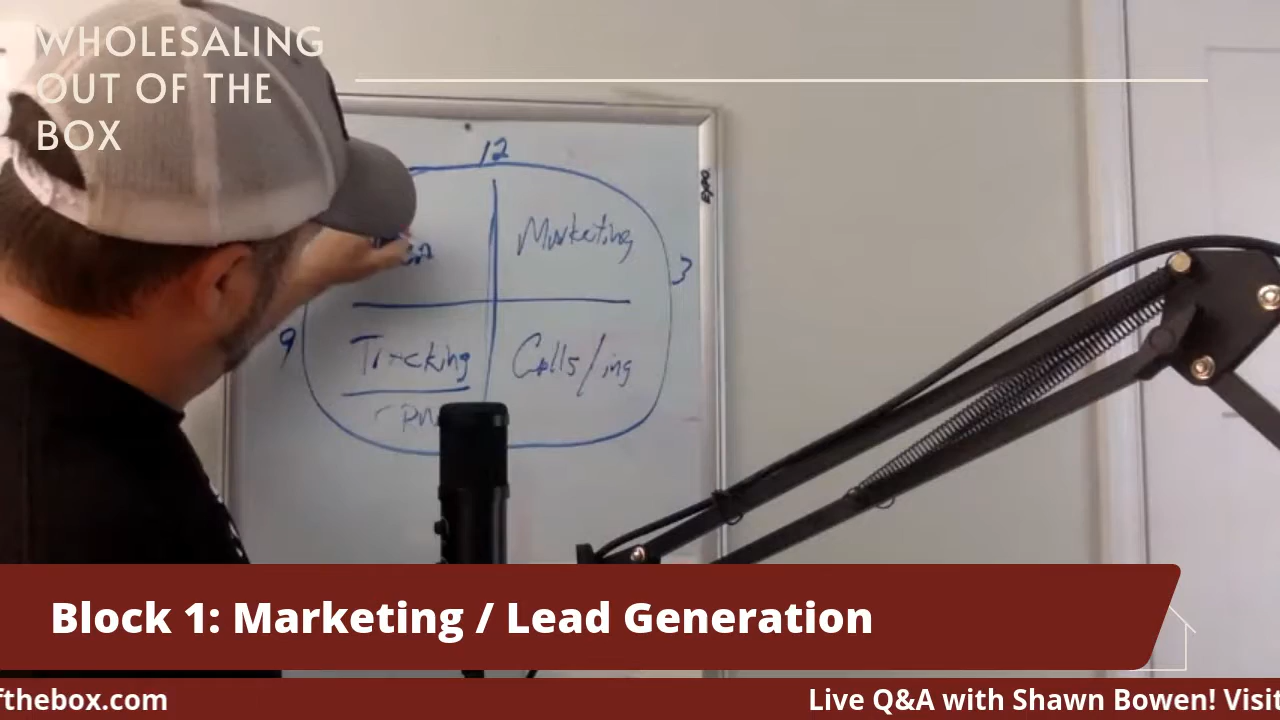 WHOLESALING
OUT OF THE
BOX
12
EXPO
Marketing
3
9
Tracking
Calls/ing
Block 1: Marketing / Lead Generation
fthebox.com
Live Q&A with Shawn Bowen! Visit